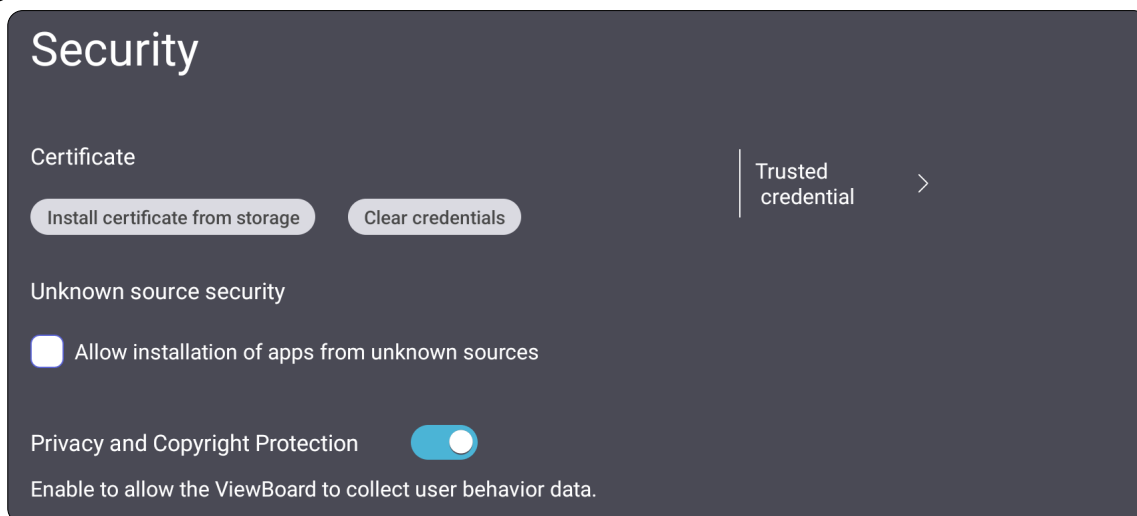 Security
Certificate
Trusted
credential
Install certificate from storage
Clear credentials
Unknown source security
Allow installation of apps from unknown sources
Privacy and Copyright Protection
Enable to allow the ViewBoard to collect user behavior data.